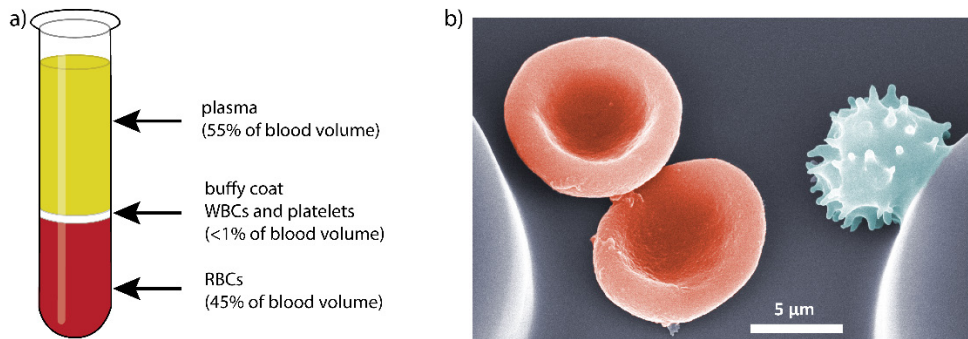 a)
plasma
(55% of blood volume)
buffy coat
WBCs and platelets
(<1% of blood volume)
RBCs
(45% of blood volume)
b)
5 µm